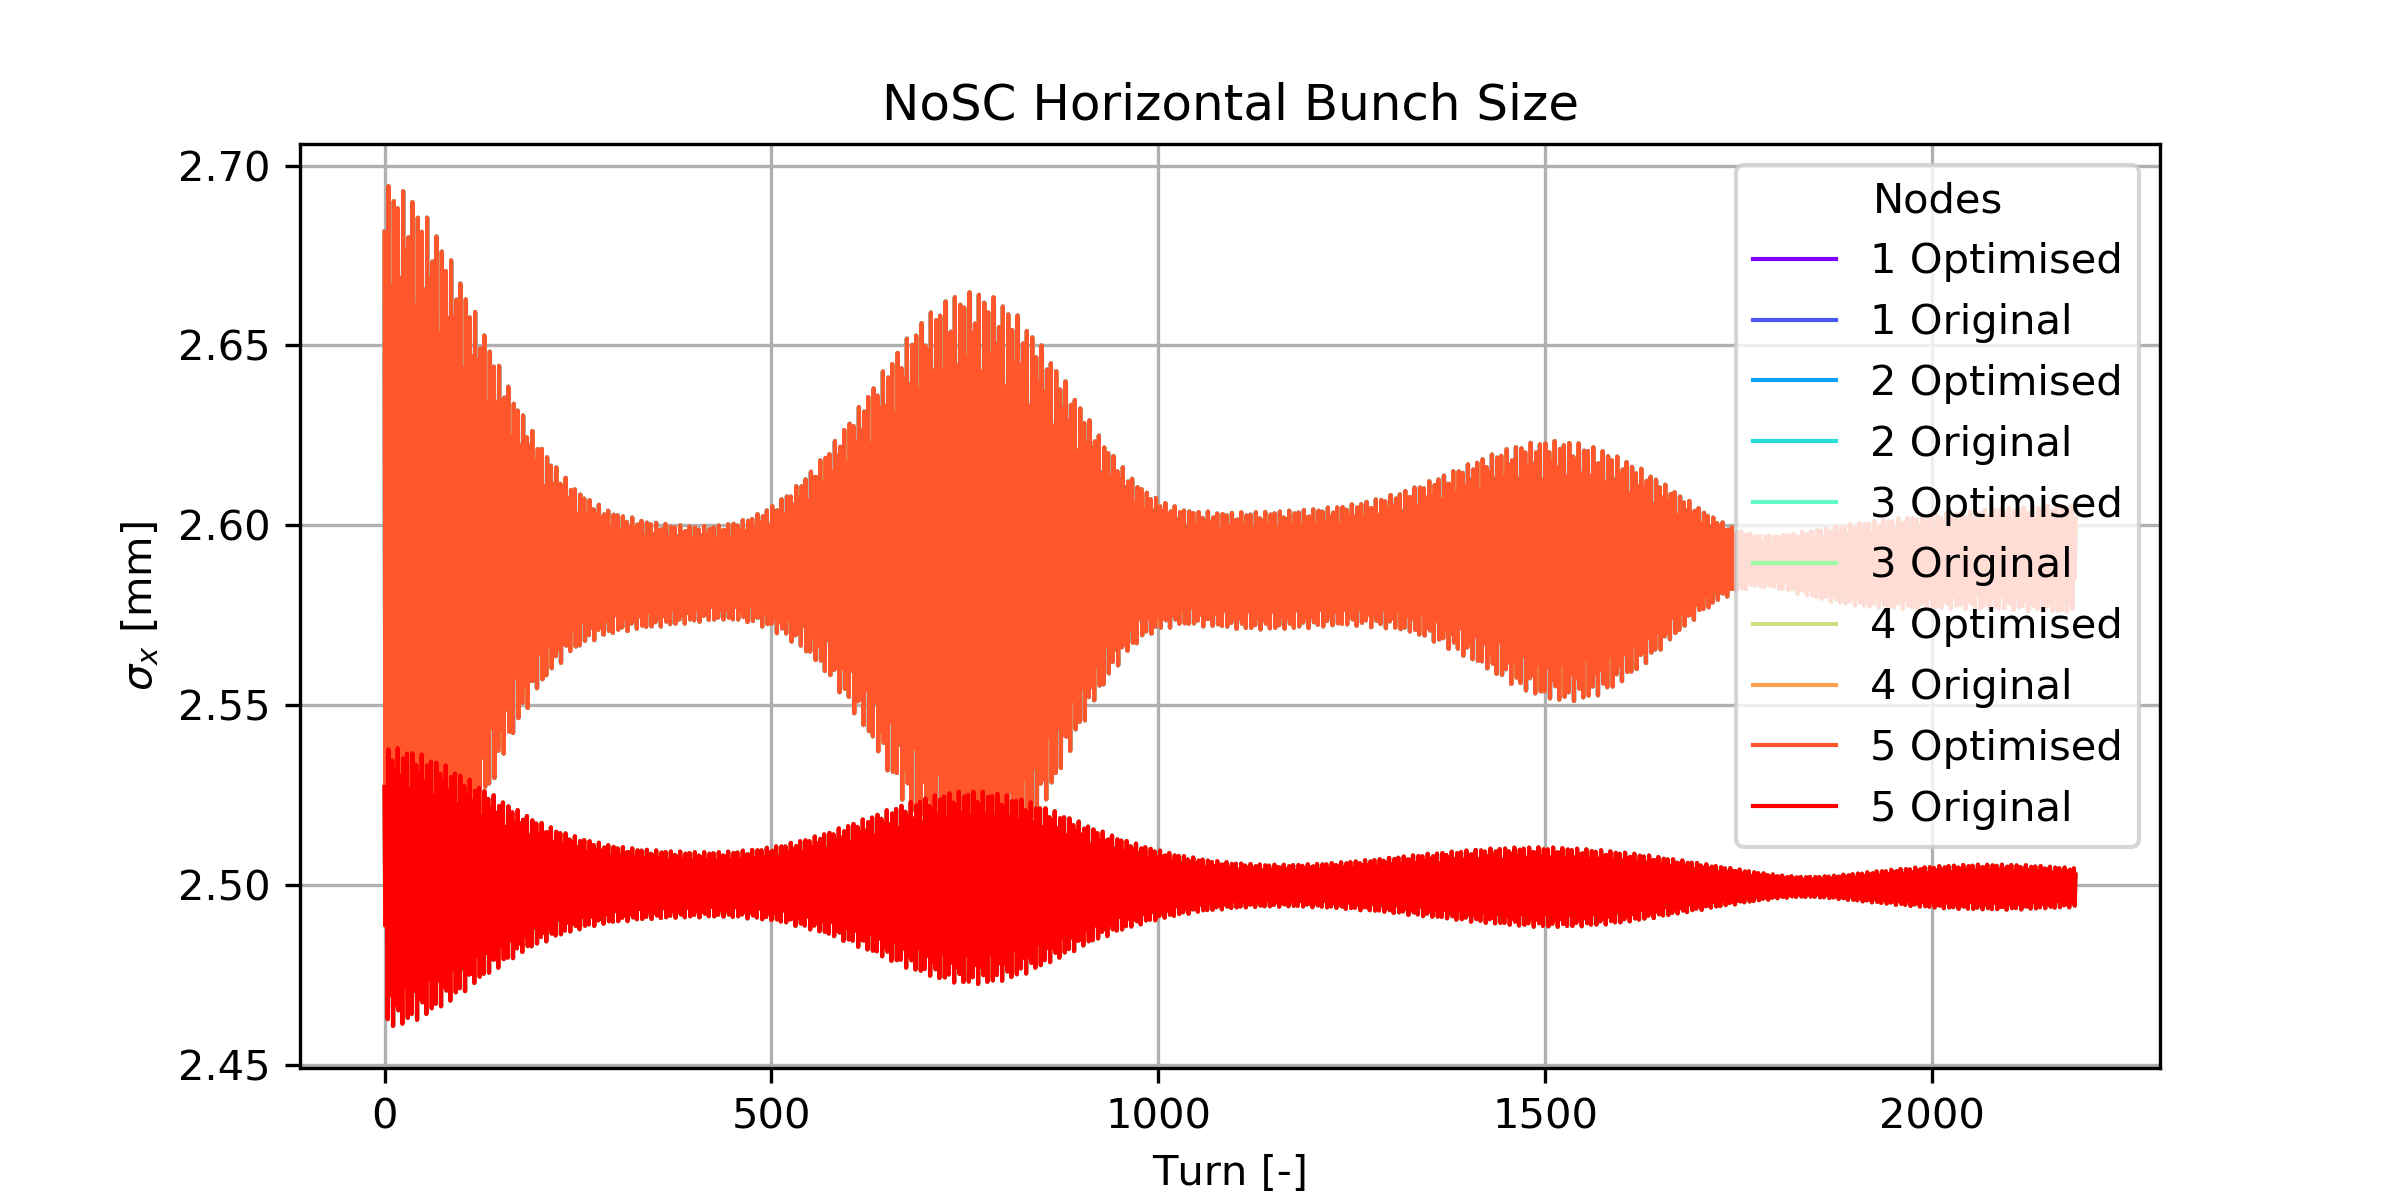 NoSC Horizontal Bunch Size
2.70
2.65
2.60
2.55
2.50
2.45
σx [mm]
0 500 1000 1500 2000
Turn [-]
Nodes
1 Optimised
1 Original
2 Optimised
2 Original
3 Optimised
3 Original
4 Optimised
4 Original
5 Optimised
5 Original